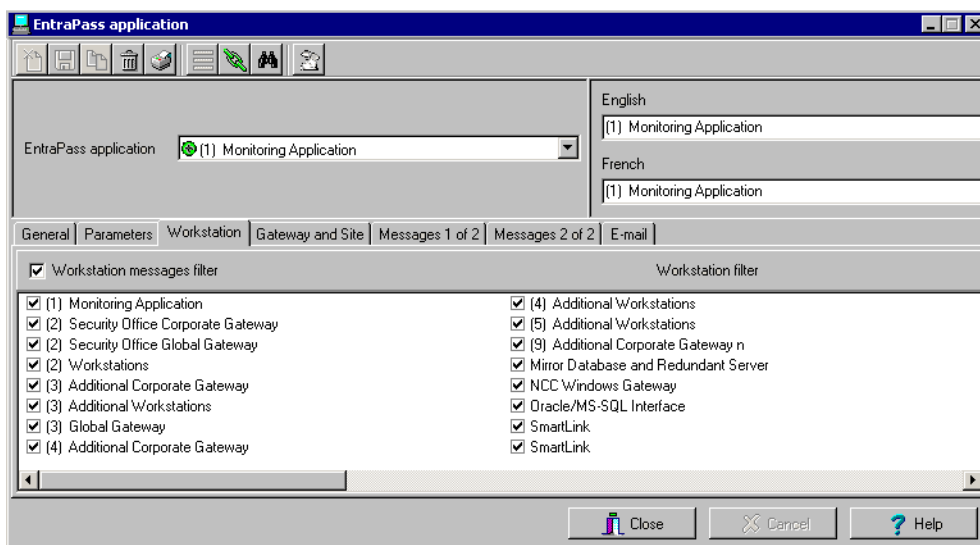 EntraPass application
English
(1) Monitoring Application
EntraPass application
(1) Monitoring Application
French
(1) Monitoring Application
General
Parameters
Workstation
Gateway and Site
Messages 1 of 2
Messages 2 of 2
E-mail
Workstation messages filter
Workstation filter
(1) Monitoring Application
(2) Security Office Corporate Gateway
(2) Security Office Global Gateway
(2) Workstations
(3) Additional Corporate Gateway
(3) Additional Workstations
(3) Global Gateway
(4) Additional Corporate Gateway
(4) Additional Workstations
(5) Additional Workstations
(9) Additional Corporate Gateway n
Mirror Database and Redundant Server
NCC Windows Gateway
Oracle/MS-SQL Interface
SmartLink
SmartLink
Close
Cancel
Help